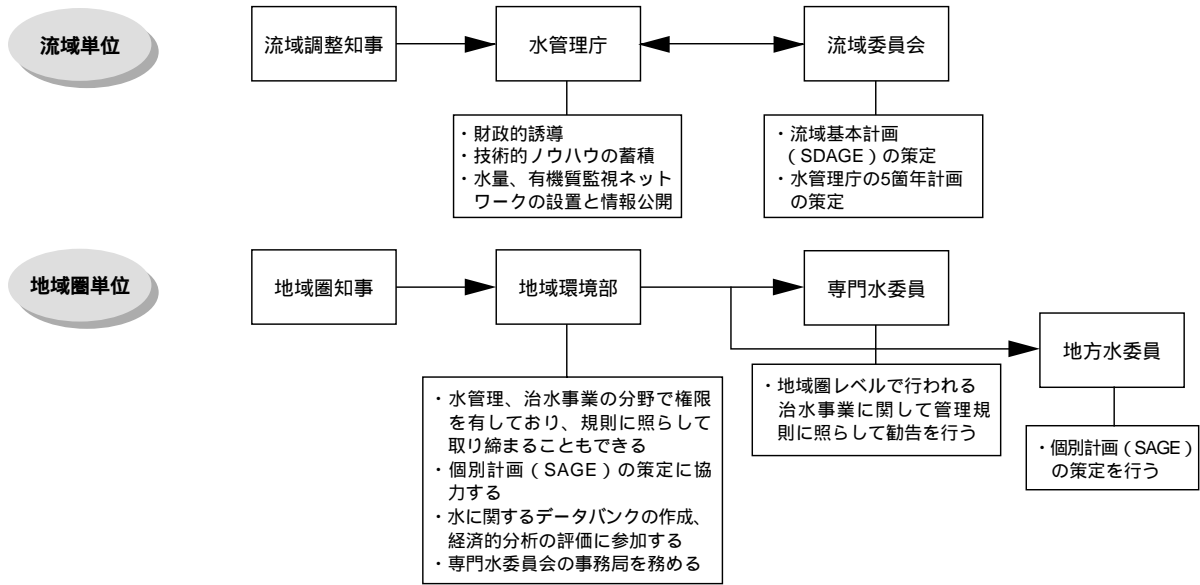 流域単位
流域調整知事
水管理庁
流域委員会
・財政的誘導
・技術的ノウハウの蓄積
・水量、有機質監視ネット
ワークの設置と情報公開
・流域基本計画
（SDAGE）の策定
・水管理庁の5箇年計画
の策定
地域圏単位
地域圏知事
地域環境部
専門水委員
地方水委員
・水管理、治水事業の分野で権限
を有しており、規則に照らして
取り締まることもできる
・個別計画（SAGE）の策定に協
力する
・水に関するデータバンクの作成、
経済的分析の評価に参加する
・専門水委員会の事務局を務める
・地域圏レベルで行われる
治水事業に関して管理規
則に照らして勧告を行う
・個別計画（SAGE）
の策定を行う